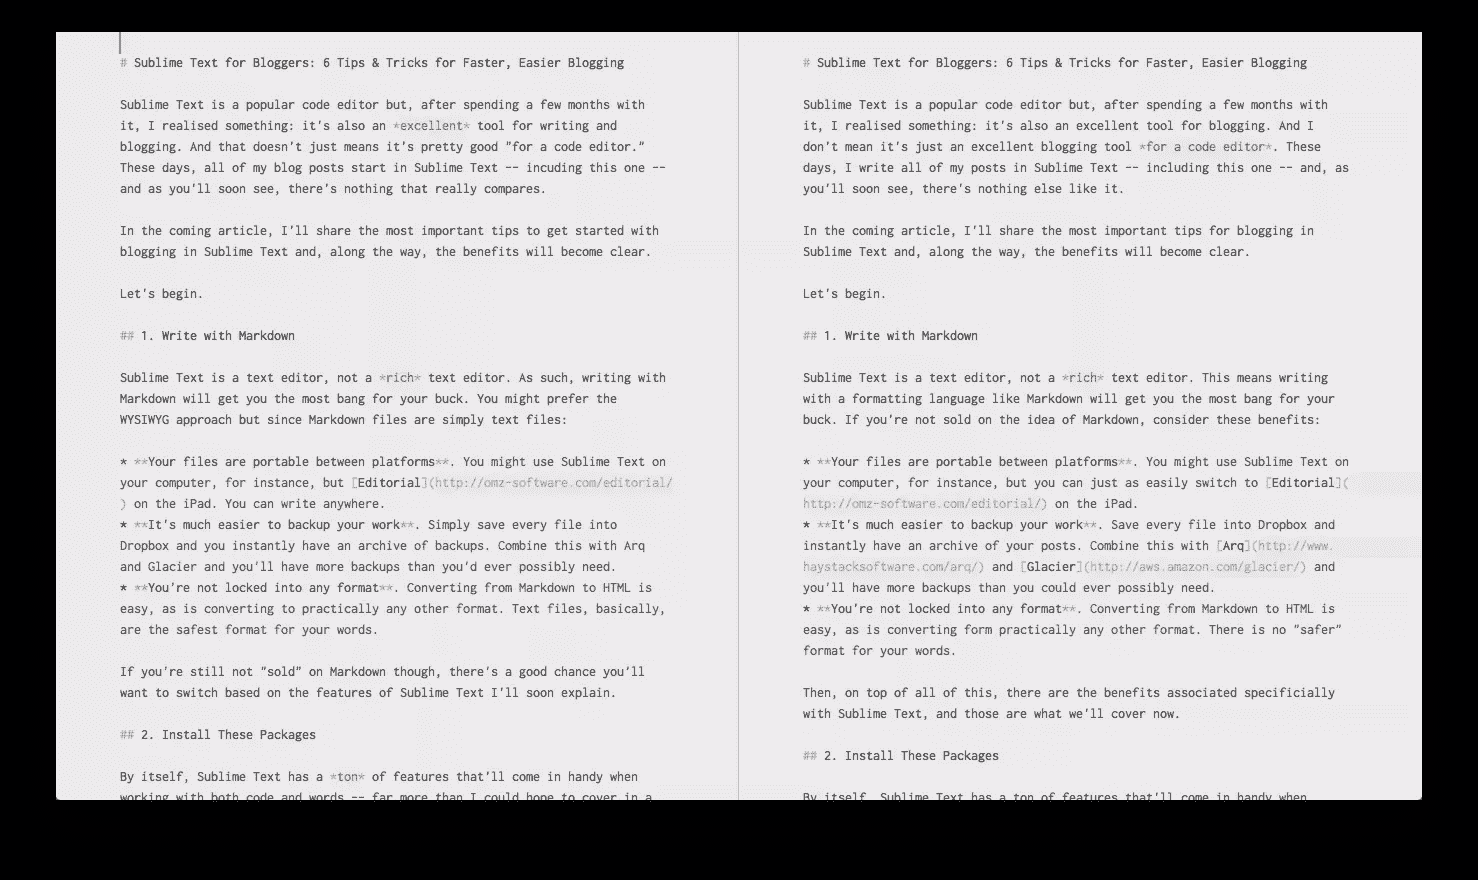 # Sublime Text for Bloggers: 6 Tips & Tricks for Faster, Easier Blogging
Sublime Text is a popular code editor but, after spending a few months with
it, I realised something: it's also an *excellent* tool for writing and
blogging. And that doesn't just means it's pretty good "for a code editor."
These days, all of my blog posts start in Sublime Text -- incuding this one --
and as you'll soon see, there's nothing that really compares.
In the coming article, I'll share the most important tips to get started with
blogging in Sublime Text and, along the way, the benefits will become clear.
Let's begin.
## 1. Write with Markdown
Sublime Text is a text editor, not a *rich* text editor. As such, writing with
Markdown will get you the most bang for your buck. You might prefer the
WYSIWYG approach but since Markdown files are simply text files:
* **Your files are portable between platforms**. You might use Sublime Text on
your computer, for instance, but [Editorial](http://omz-software.com/editorial/
) on the iPad. You can write anywhere.
* **It's much easier to backup your work**. Simply save every file into
Dropbox and you instantly have an archive of backups. Combine this with Arq
and Glacier and you'll have more backups than you'd ever possibly need.
* **You're not locked into any format**. Converting from Markdown to HTML is
easy, as is converting to practically any other format. Text files, basically,
are the safest format for your words.
If you're still not "sold" on Markdown though, there's a good chance you'll
want to switch based on the features of Sublime Text I'll soon explain.
## 2. Install These Packages
By itself, Sublime Text has a *ton* of features that'll come in handy when
working with both code and words -- far more than I could hope to cover in a
# Sublime Text for Bloggers: 6 Tips & Tricks for Faster, Easier Blogging
Sublime Text is a popular code editor but, after spending a few months with
it, I realised something: it's also an excellent tool for blogging. And I
don't mean it's just an excellent blogging tool *for a code editor*. These
days, I write all of my posts in Sublime Text -- including this one -- and, as
you'll soon see, there's nothing else like it.
In the coming article, I'll share the most important tips for blogging in
Sublime Text and, along the way, the benefits will become clear.
Let's begin.
## 1. Write with Markdown
Sublime Text is a text editor, not a *rich* text editor. This means writing
with a formatting language like Markdown will get you the most bang for your
buck. If you're not sold on the idea of Markdown, consider these benefits:
* **Your files are portable between platforms**. You might use Sublime Text on
your computer, for instance, but you can just as easily switch to [Editorial](
http://omz-software.com/editorial/) on the iPad.
* **It's much easier to backup your work**. Save every file into Dropbox and
instantly have an archive of your posts. Combine this with [Arq](http://www.
haystacksoftware.com/arq/) and [Glacier](http://aws.amazon.com/glacier/) and
you'll have more backups than you could ever possibly need.
* **You're not locked into any format**. Converting from Markdown to HTML is
easy, as is converting form practically any other format. There is no "safer"
format for your words.
Then, on top of all of this, there are the benefits associated specificially
with Sublime Text, and those are what we'll cover now.
## 2. Install These Packages
By itself, Sublime Text has a ton of features that'll come in handy when